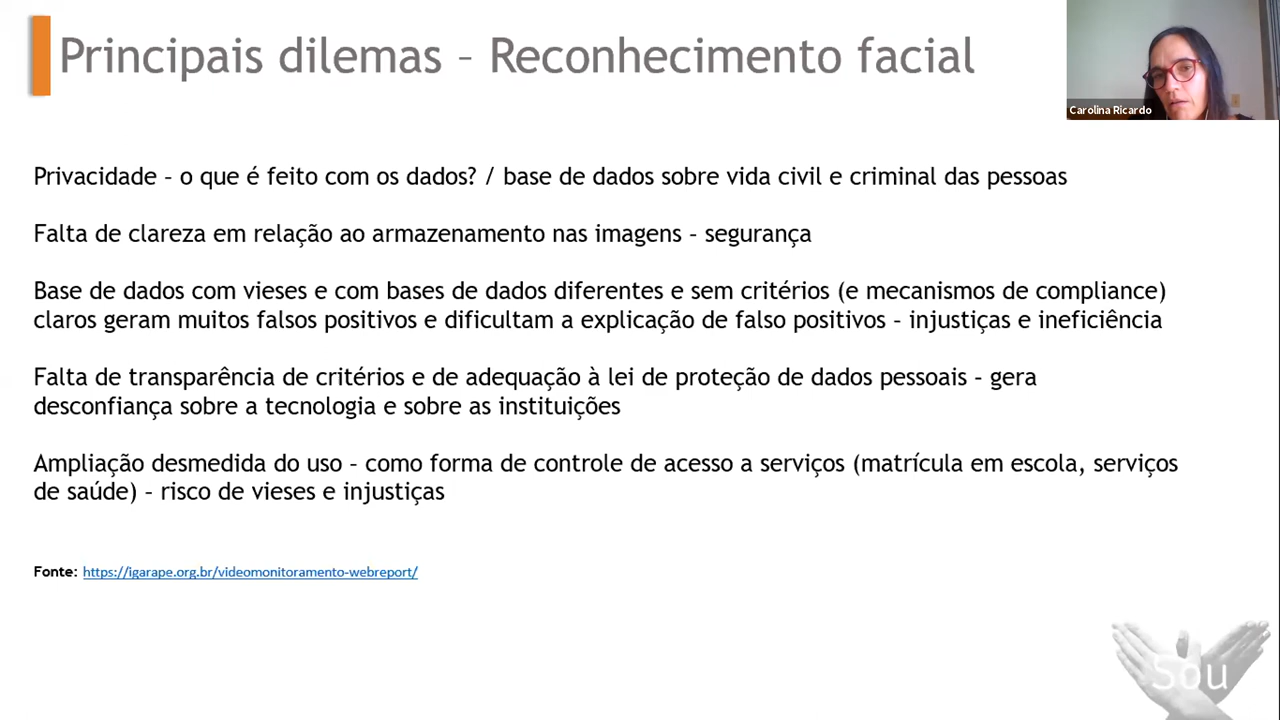 Principais dilemas – Reconhecimento facial
Carolina Ricardo
Privacidade – o que é feito com os dados? / base de dados sobre vida civil e criminal das pessoas
Falta de clareza em relação ao armazenamento nas imagens – segurança
Base de dados com vieses e com bases de dados diferentes e sem critérios (e mecanismos de compliance)
claros geram muitos falsos positivos e dificultam a explicação de falso positivos – injustiças e ineficiência
Falta de transparência de critérios e de adequação à lei de proteção de dados pessoais – gera
desconfiança sobre a tecnologia e sobre as instituições
Ampliação desmedida do uso – como forma de controle de acesso a serviços (matrícula em escola, serviços
de saúde) – risco de vieses e injustiças
Fonte: https://igarape.org.br/videomonitoramento-webreport/
Sou